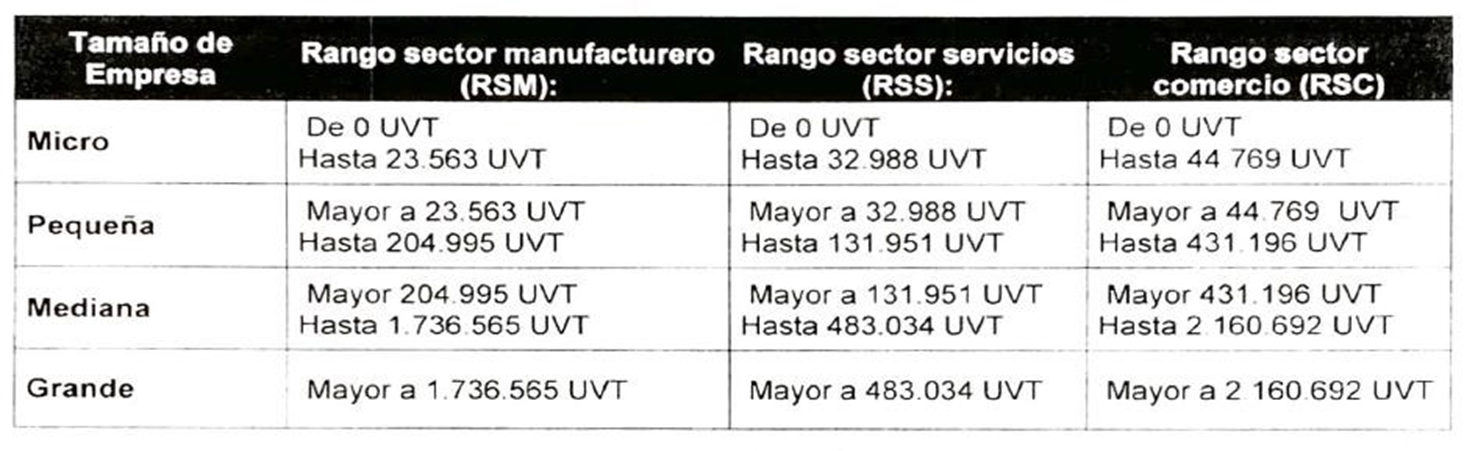 Tamaño de Empresa | Rango sector manufacturero (RSM): | Rango sector servicios (RSS): | Rango sector comercio (RSC)
Micro | De 0 UVT Hasta 23.563 UVT | De 0 UVT Hasta 32.988 UVT | De 0 UVT Hasta 44 769 UVT
Pequeña | Mayor a 23.563 UVT Hasta 204.995 UVT | Mayor a 32.988 UVT Hasta 131.951 UVT | Mayor a 44.769 UVT Hasta 431.196 UVT
Mediana | Mayor 204.995 UVT Hasta 1.736.565 UVT | Mayor a 131.951 UVT Hasta 483.034 UVT | Mayor 431.196 UVT Hasta 2.160.692 UVT
Grande | Mayor a 1.736.565 UVT | Mayor a 483.034 UVT | Mayor a 2.160.692 UVT